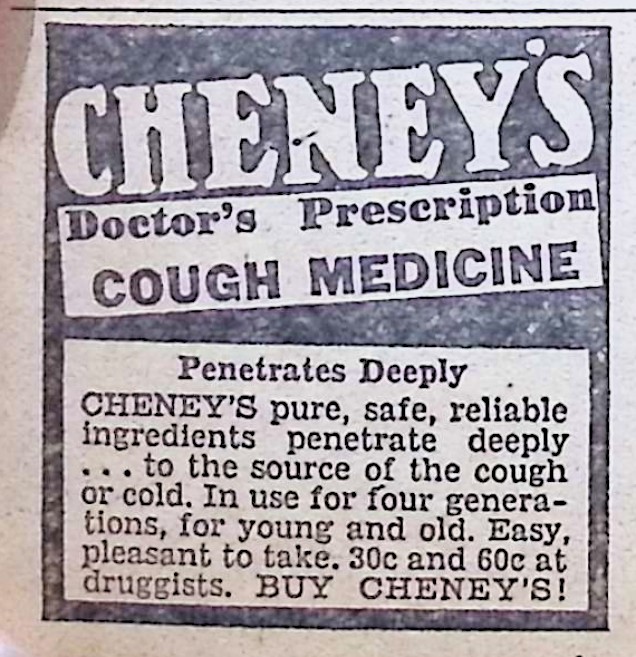 CHENEY'S
Doctor's Prescription
COUGH MEDICINE
Penetrates Deeply
CHENEY'S pure, safe, reliable
ingredients penetrate deeply
... to the source of the cough
or cold. In use for four genera-
tions, for young and old. Easy,
pleasant to take. 30c and 60c at
druggists. BUY CHENEY'S!